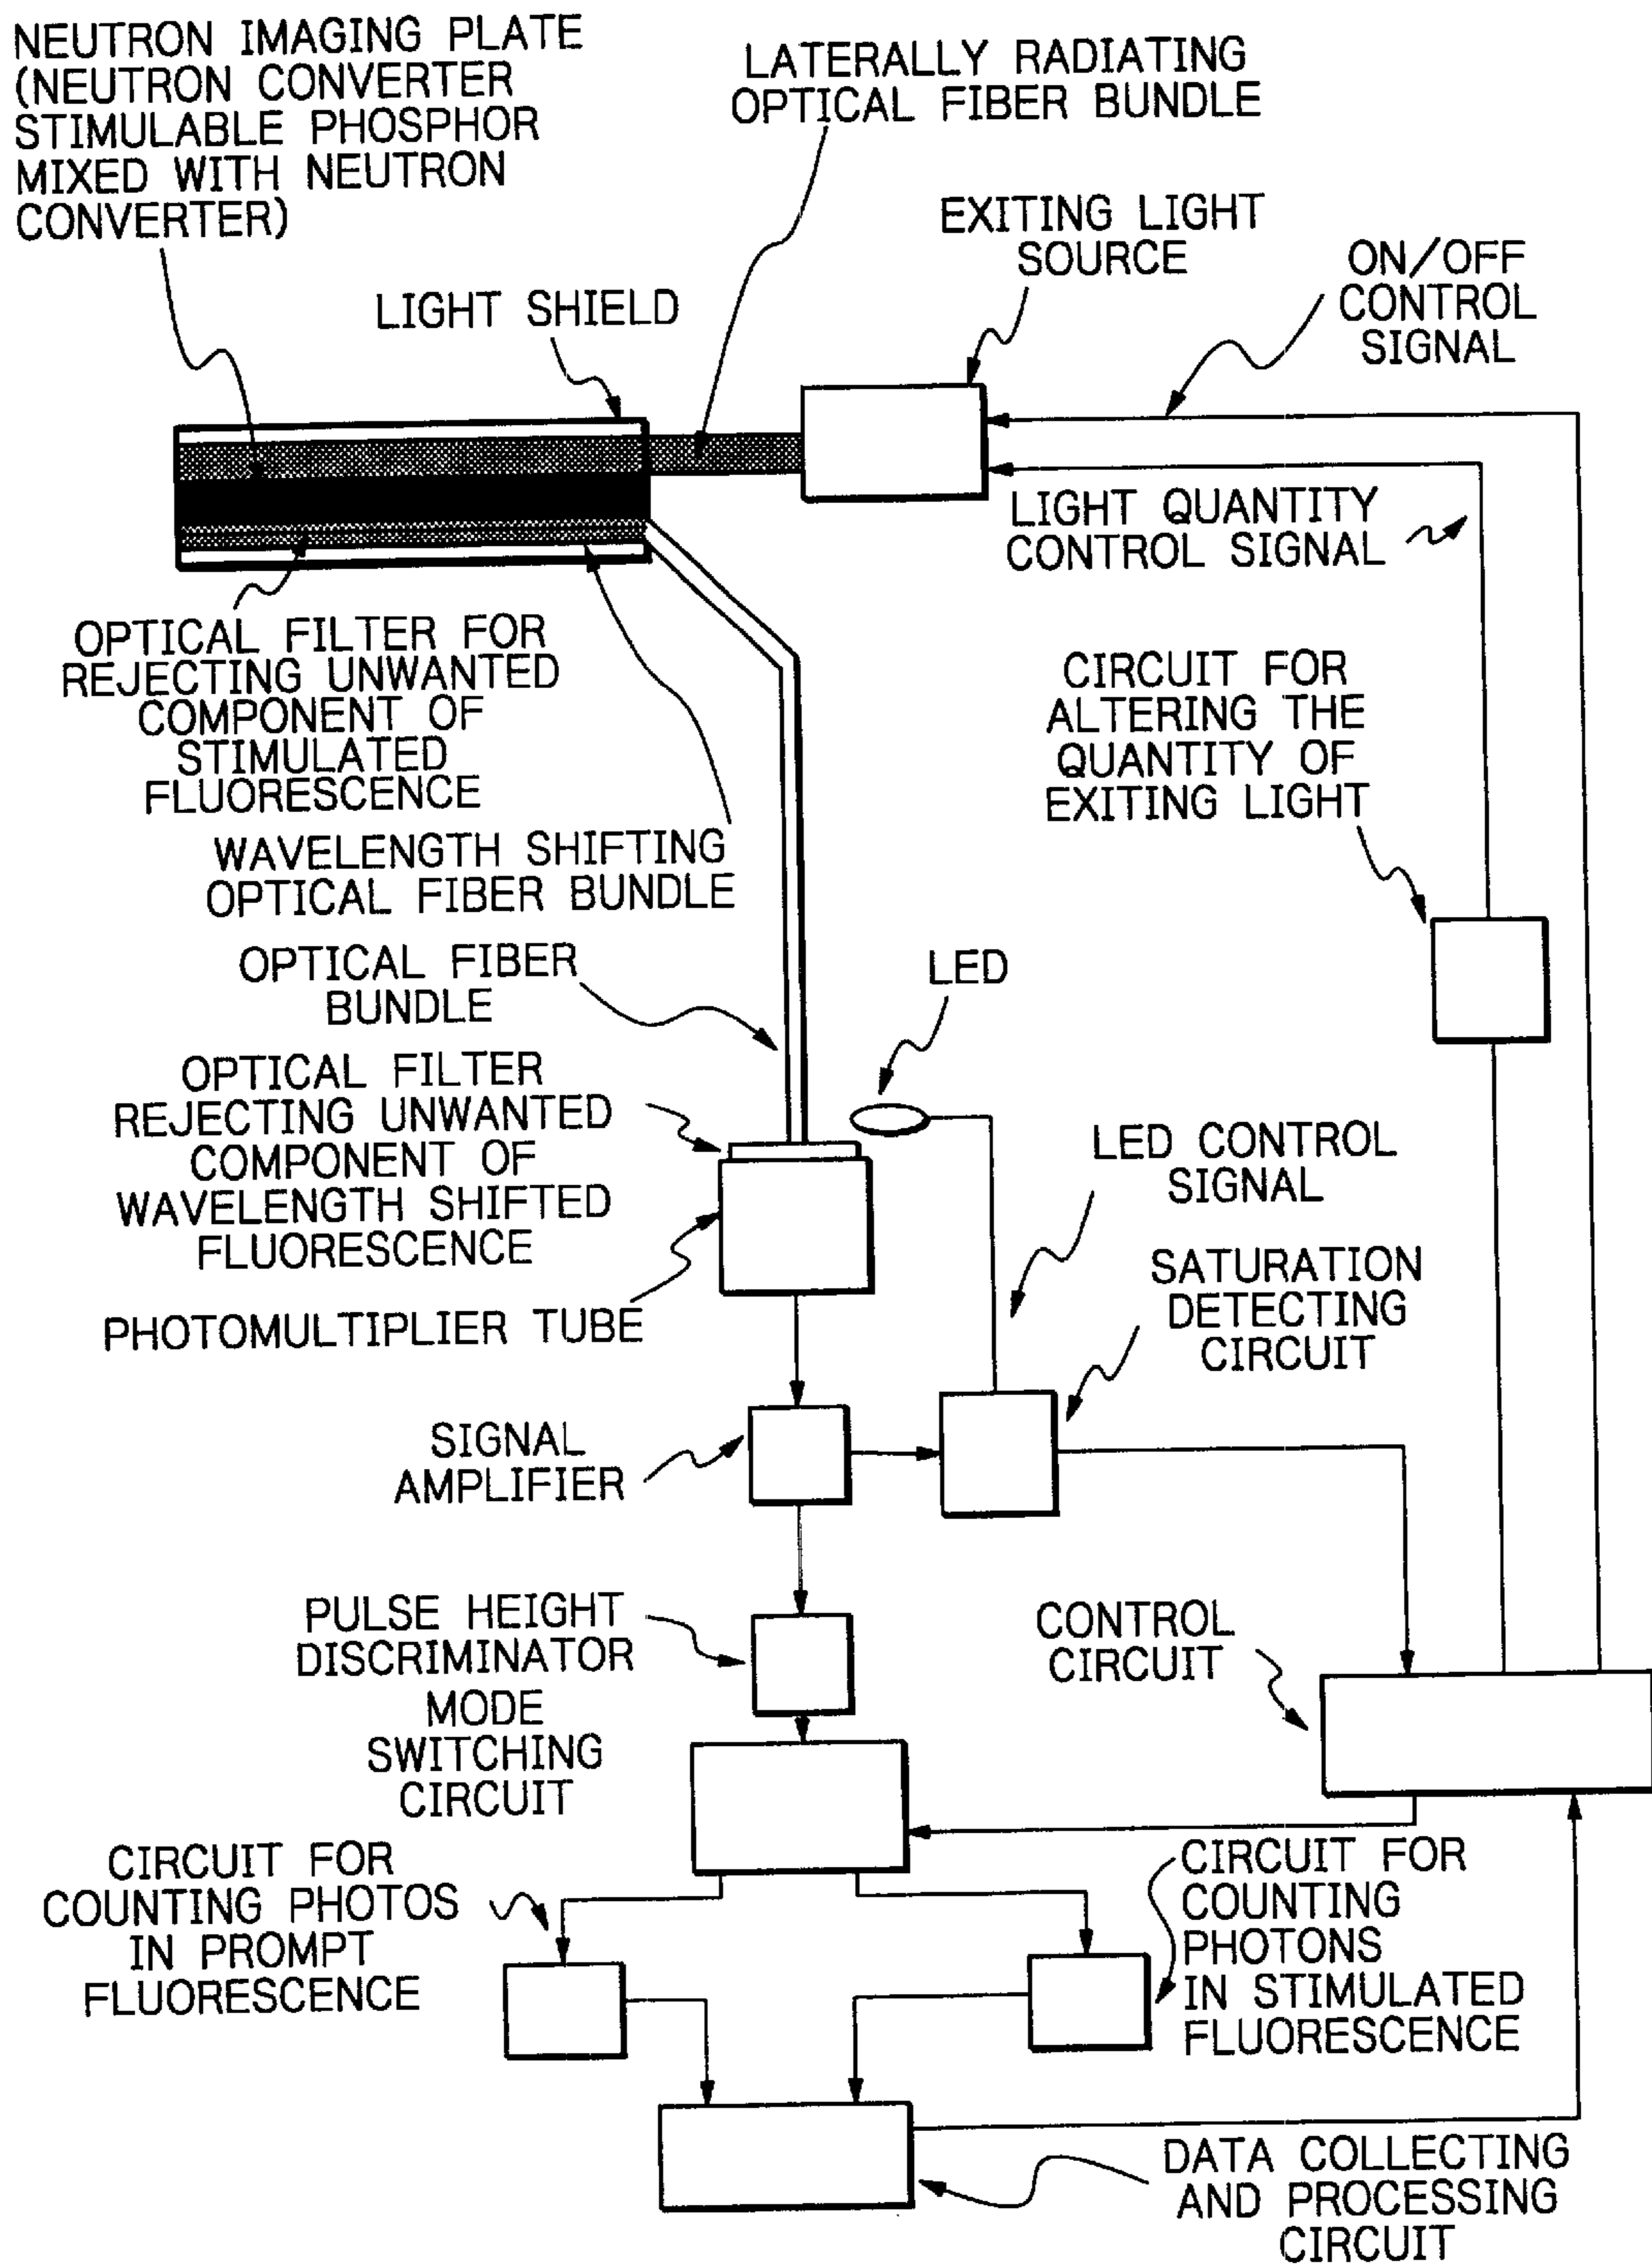 NEUTRON IMAGING PLATE
(NEUTRON CONVERTER
STIMULABLE PHOSPHOR
MIXED WITH NEUTRON
CONVERTER)
LATERALLY RADIATING
OPTICAL FIBER BUNDLE
LIGHT SHIELD
EXITING LIGHT
SOURCE
ON/OFF
CONTROL
SIGNAL
LIGHT QUANTITY
CONTROL SIGNAL
OPTICAL FILTER FOR
REJECTING UNWANTED
COMPONENT OF
STIMULATED
FLUORESCENCE
CIRCUIT FOR
ALTERING THE
QUANTITY OF
EXITING LIGHT
WAVELENGTH SHIFTING
OPTICAL FIBER BUNDLE
OPTICAL FIBER
BUNDLE
LED
OPTICAL FILTER
REJECTING UNWANTED
COMPONENT OF
WAVELENGTH SHIFTED
FLUORESCENCE
LED CONTROL
SIGNAL
PHOTOMULTIPLIER TUBE
SATURATION
DETECTING
CIRCUIT
SIGNAL
AMPLIFIER
PULSE HEIGHT
DISCRIMINATOR
CONTROL
CIRCUIT
MODE
SWITCHING
CIRCUIT
CIRCUIT FOR
COUNTING PHOTOS
IN PROMPT
FLUORESCENCE
CIRCUIT FOR
COUNTING
PHOTONS
IN STIMULATED
FLUORESCENCE
DATA COLLECTING
AND PROCESSING
CIRCUIT